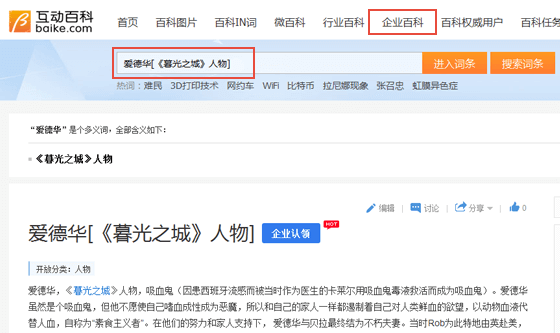 互动百科 首页 百科图片 百科IN词 微百科 行业百科 企业百科 百科权威用户 百科任务
baike.com
爱德华[《暮光之城》人物] 进入词条 搜索词条
热词: 难民 3D打印技术 网约车 WiFi 比特币 拉尼娜现象 张召忠 虹膜异色症
“爱德华”是个多义词，全部含义如下：
《暮光之城》人物
编辑 | 讨论 | 分享 | 0
爱德华[《暮光之城》人物] 企业认领 HOT
开放分类：人物
爱德华，《暮光之城》人物，吸血鬼（因患西班牙流感而被当时作为医生的卡莱尔用吸血鬼毒液救活而成为吸血鬼）。爱德华
虽然是个吸血鬼，但他不愿使自己嗜血成性成为恶魔，所以和自己的家人一样都遏制着自己对人类鲜血的欲望，以动物血液代
替人血，自称为“素食主义者”。在他们的努力和家人支持下， 爱德华与贝拉最终结为不朽夫妻。当时Rob为此特地由英赴美，